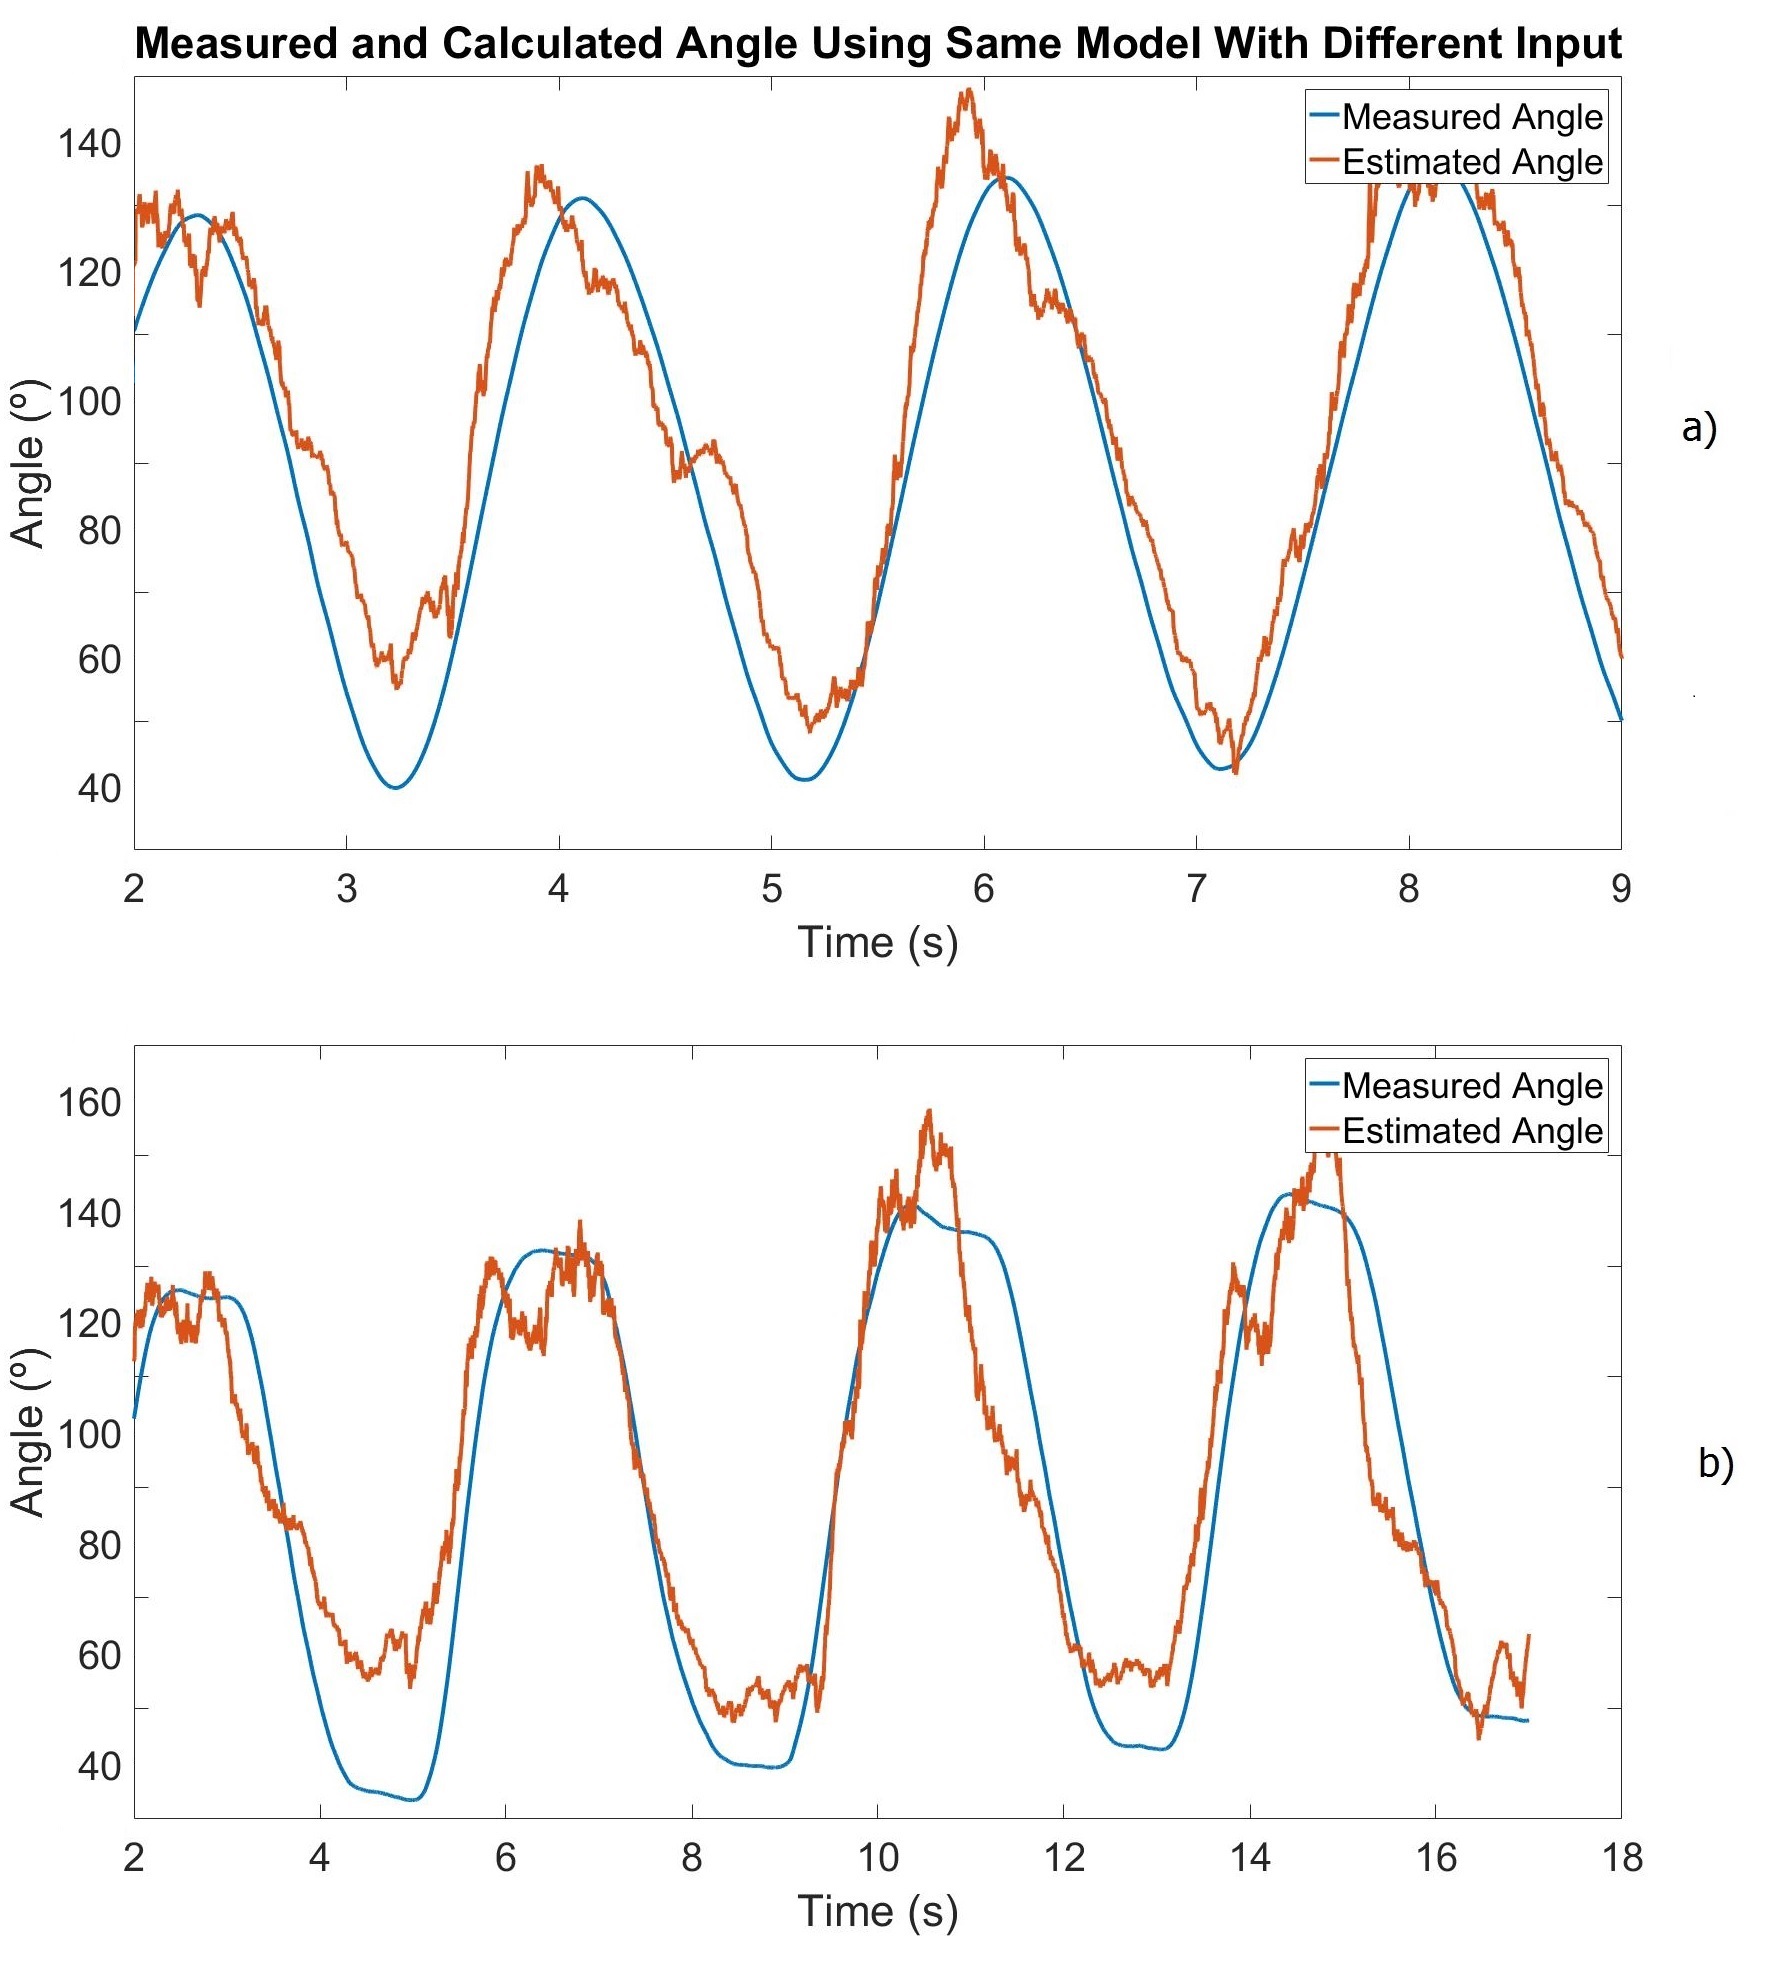 Measured and Calculated Angle Using Same Model With Different Input
Measured Angle
Estimated Angle
140
120
100
80
60
40
Angle (º)
a)
2 3 4 5 6 7 8 9
Time (s)
Measured Angle
Estimated Angle
160
140
120
100
80
60
40
Angle (º)
b)
2 4 6 8 10 12 14 16 18
Time (s)